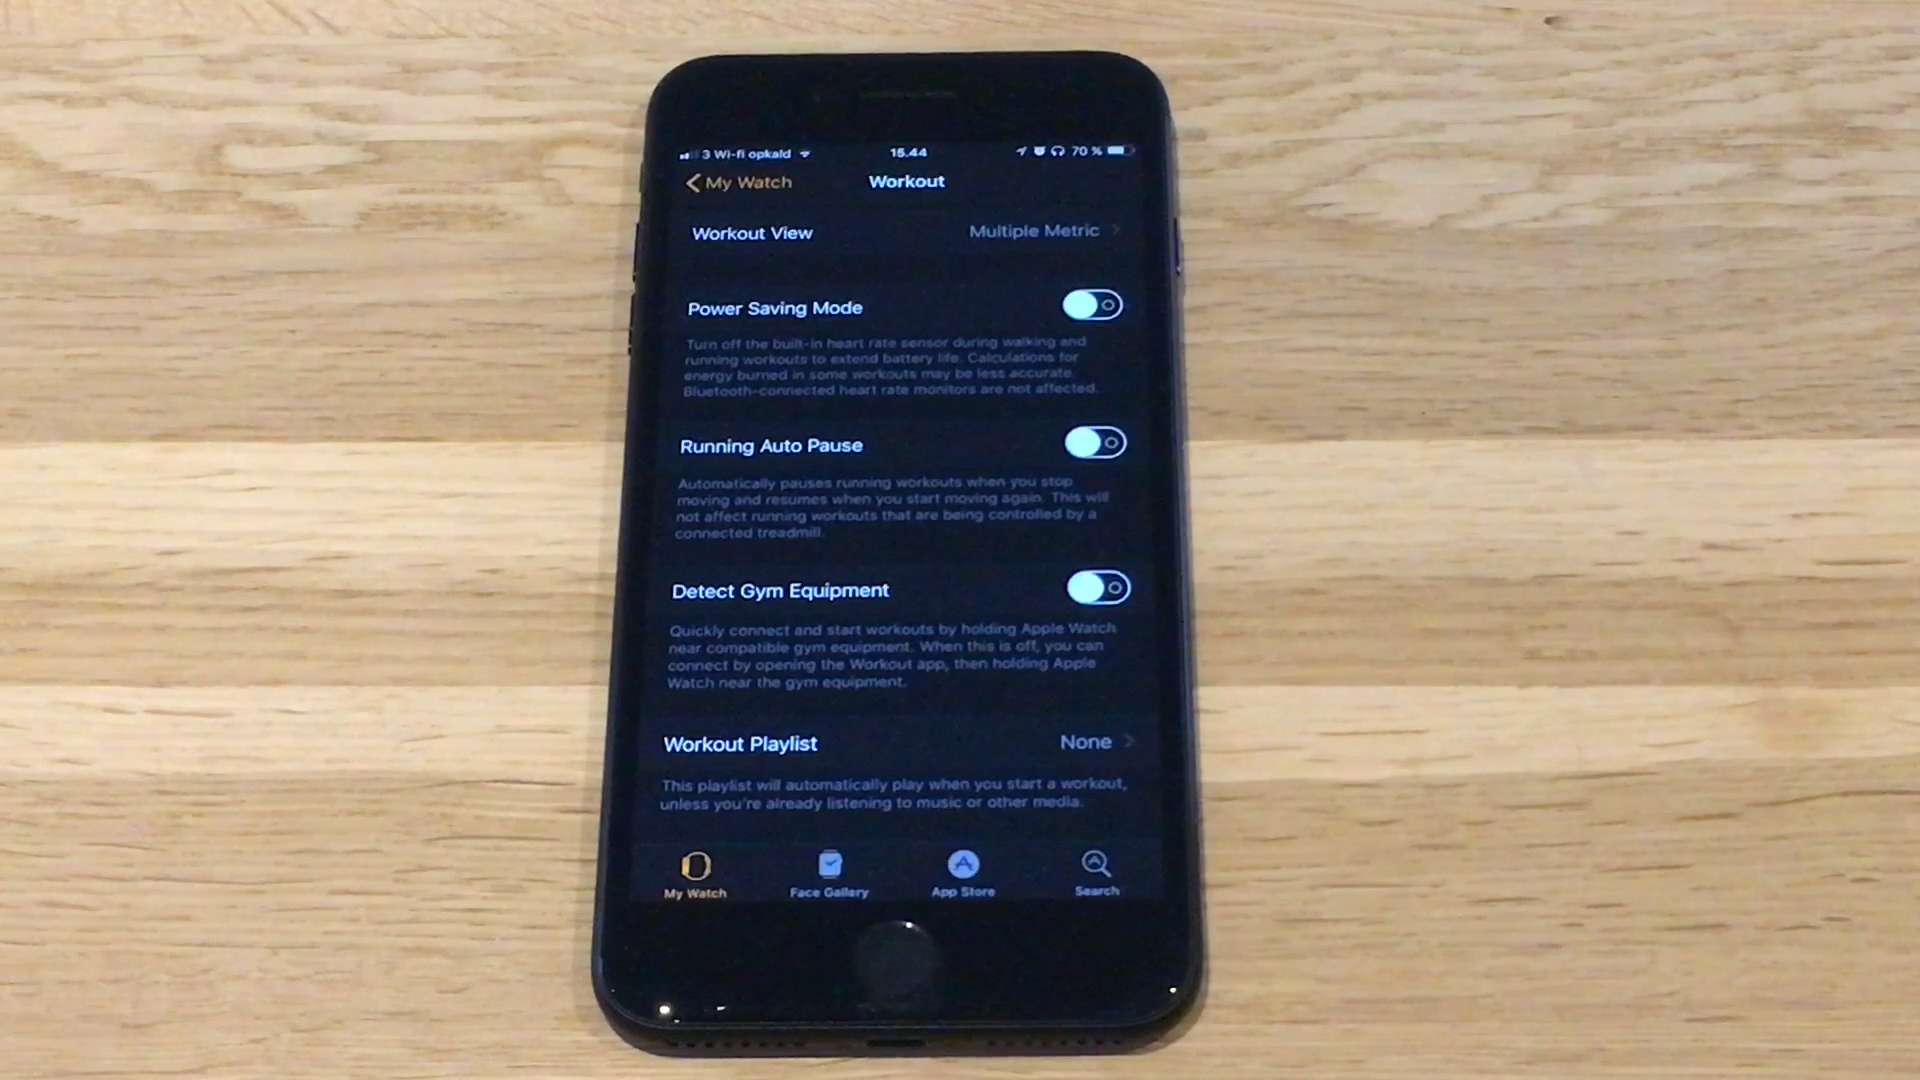 3 Wi-fi opkald 15.44 70 %
My Watch Workout
Workout View Multiple Metric
Power Saving Mode
Turn off the built-in heart rate sensor during walking and
running workouts to extend battery life. Calculations for
energy burned in some workouts may be less accurate.
Bluetooth-connected heart rate monitors are not affected.
Running Auto Pause
Automatically pauses running workouts when you stop
moving and resumes when you start moving again. This will
not affect running workouts that are being controlled by a
connected treadmill.
Detect Gym Equipment
Quickly connect and start workouts by holding Apple Watch
near compatible gym equipment. When this is off, you can
connect by opening the Workout app, then holding Apple
Watch near the gym equipment.
Workout Playlist None
This playlist will automatically play when you start a workout,
unless you're already listening to music or other media.
My Watch Face Gallery App Store Search